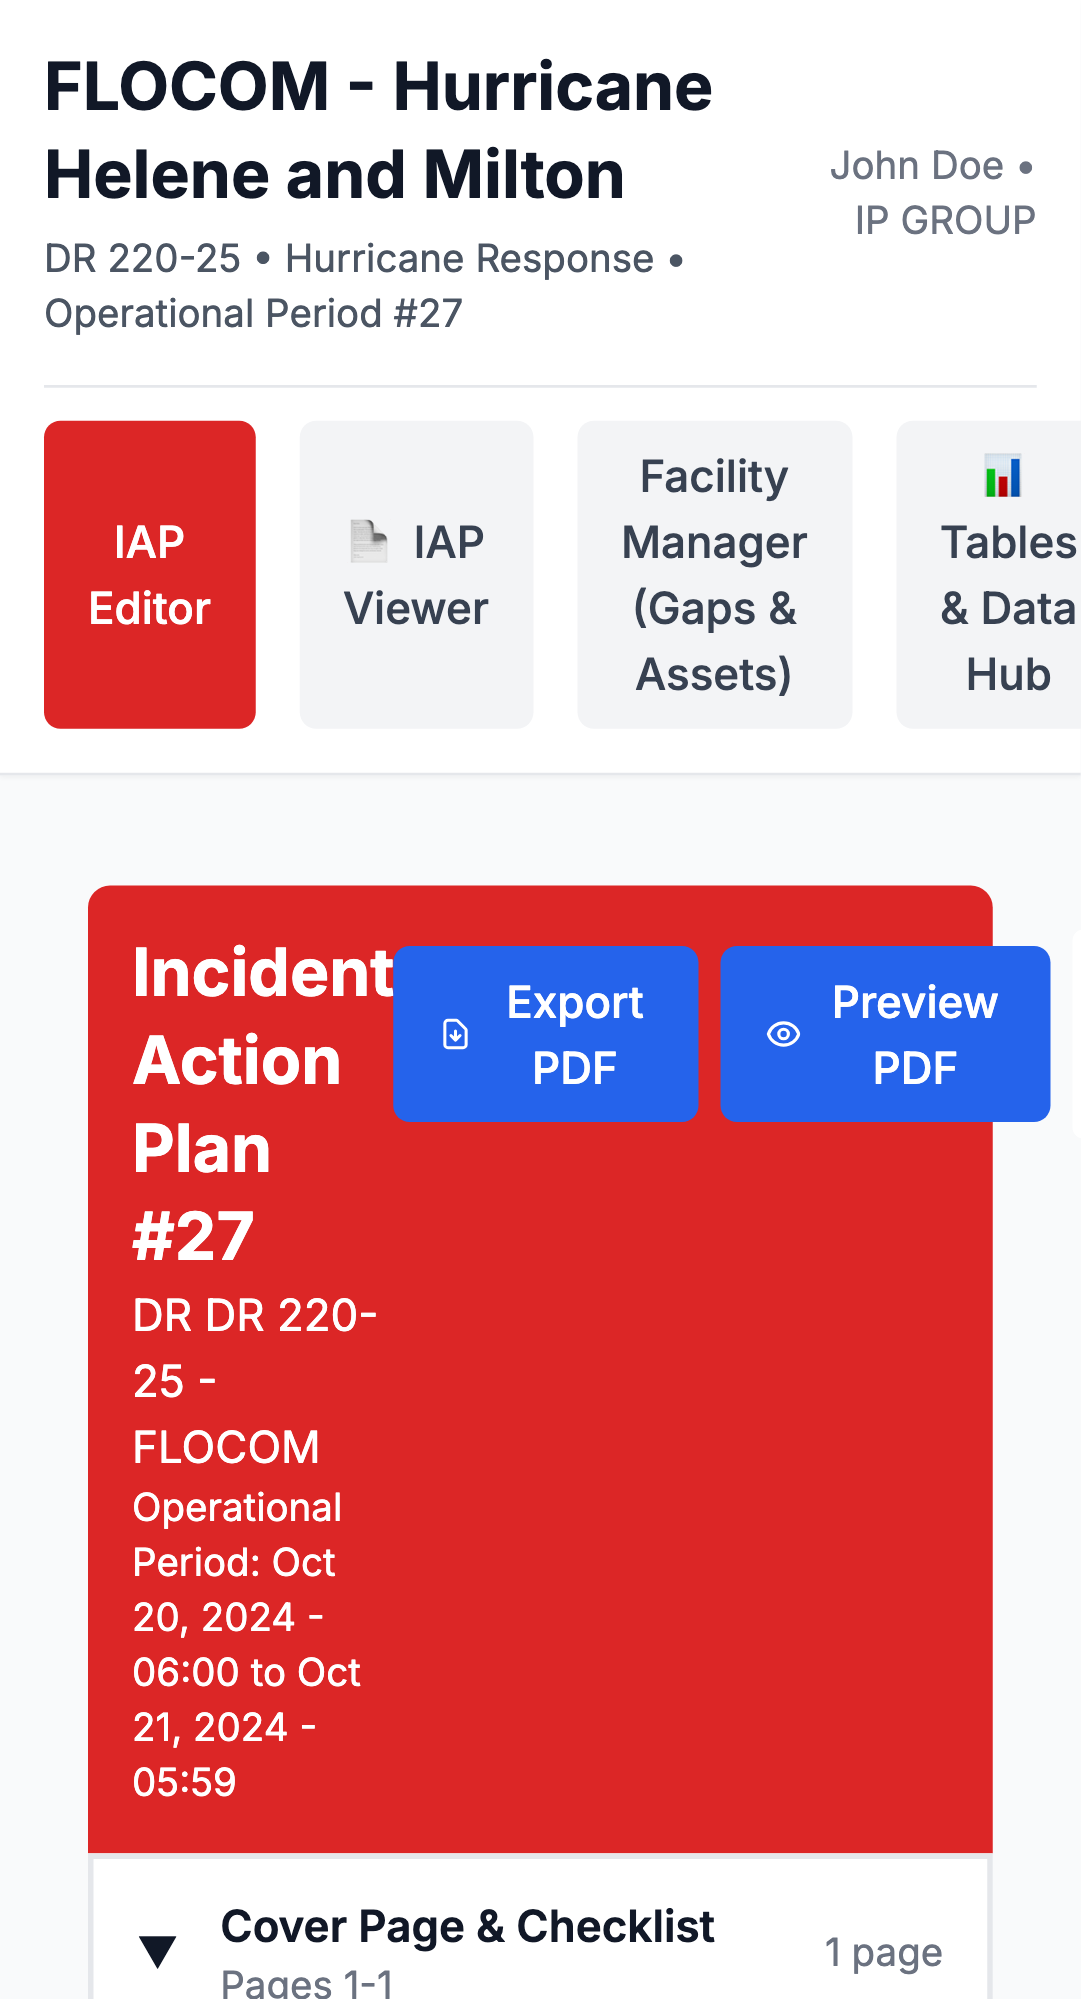 FLOCOM - Hurricane
Helene and Milton
DR 220-25 • Hurricane Response •
Operational Period #27
John Doe •
IP GROUP
IAP
Editor
IAP
Viewer
Facility
Manager
(Gaps &
Assets)
Tables
& Data
Hub
Incident
Action
Plan
#27
DR DR 220-
25 -
FLOCOM
Operational
Period: Oct
20, 2024 -
06:00 to Oct
21, 2024 -
05:59
Export
PDF
Preview
PDF
Cover Page & Checklist
Pages 1-1
1 page